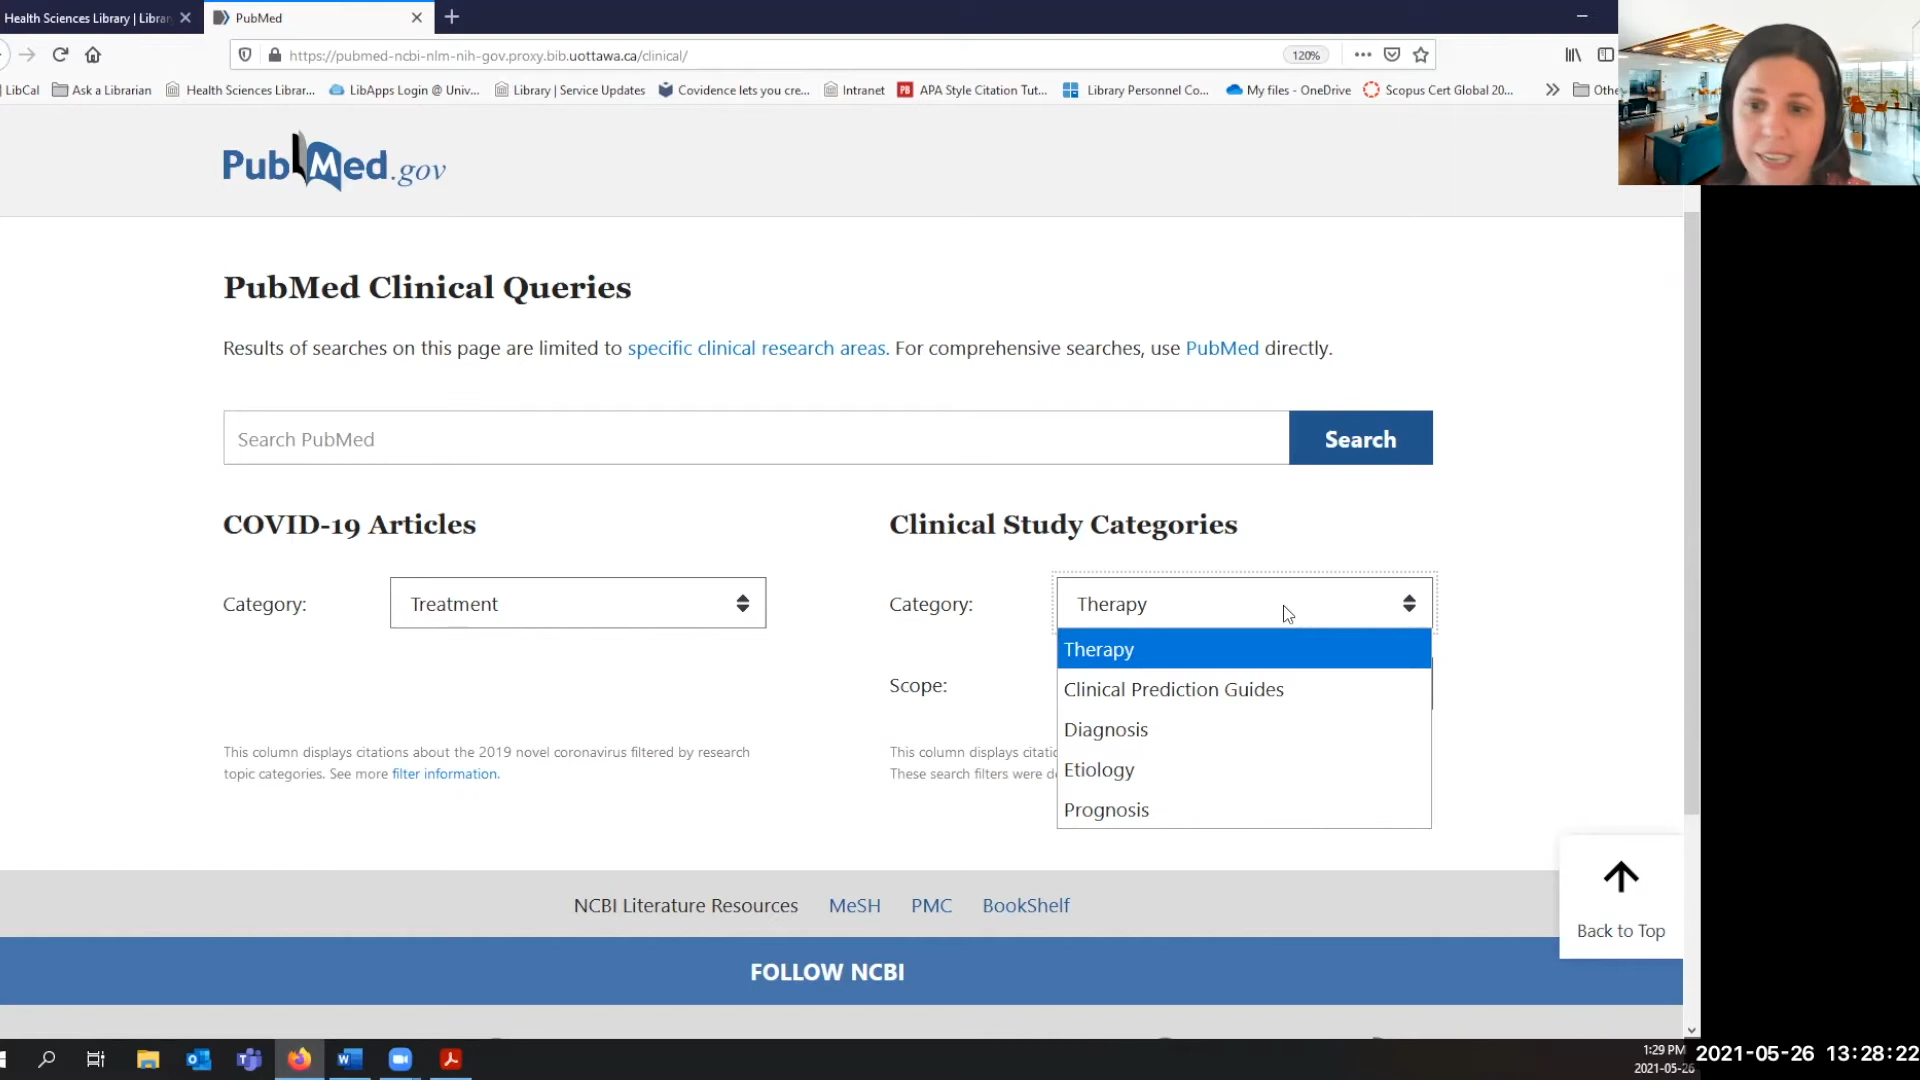 Health Sciences Library | Librar
PubMed
https://pubmed-ncbi-nlm-nih-gov.proxy.bib.uottawa.ca/clinical/
120%
LibCal
Ask a Librarian
Health Sciences Librar...
LibApps Login @ Univ...
Library | Service Updates
Covidence lets you cre...
Intranet
PB
APA Style Citation Tut...
Library Personnel Co...
My files - OneDrive
Scopus Cert Global 20...
Othe
PubMed.gov
PubMed Clinical Queries
Results of searches on this page are limited to specific clinical research areas. For comprehensive searches, use PubMed directly.
Search PubMed
Search
COVID-19 Articles
Clinical Study Categories
Category:
Treatment
Category:
Therapy
Therapy
Clinical Prediction Guides
Diagnosis
Etiology
Prognosis
Scope:
This column displays citations about the 2019 novel coronavirus filtered by research
topic categories. See more filter information.
This column displays citatio
These search filters were de
Back to Top
NCBI Literature Resources MeSH PMC BookShelf
FOLLOW NCBI
1:29 PM
2021-05-26
2021-05-26 13:28:22